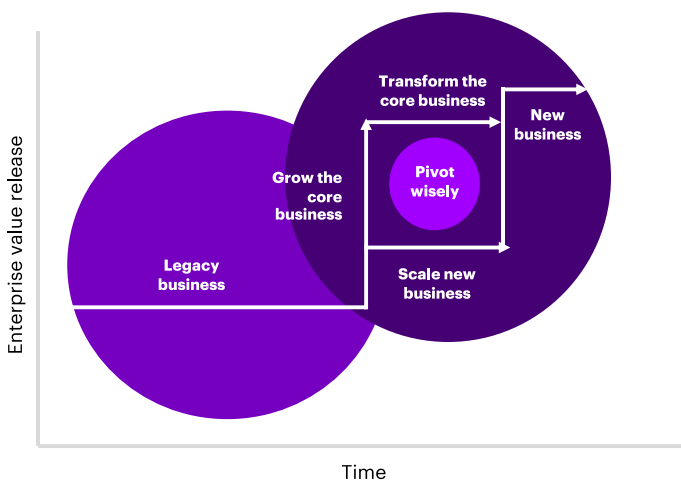 Enterprise value release
Transform the
core business
New
business
Pivot
wisely
Grow the
core
business
Legacy
business
Scale new
business
Time